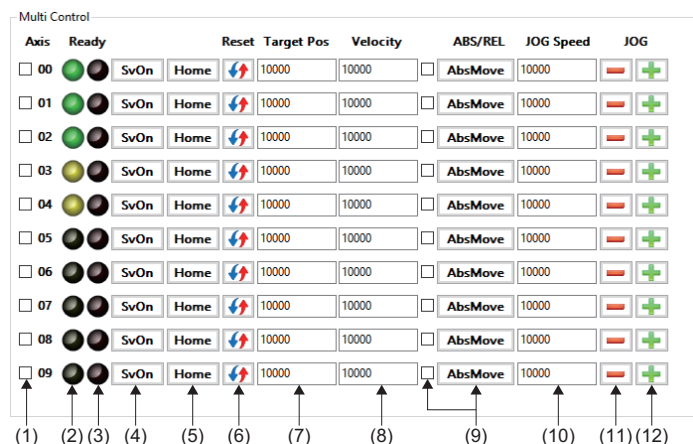 Multi Control
Axis Ready Reset Target Pos Velocity ABS/REL JOG Speed JOG
00 SvOn Home 10000 10000 AbsMove 10000
01 SvOn Home 10000 10000 AbsMove 10000
02 SvOn Home 10000 10000 AbsMove 10000
03 SvOn Home 10000 10000 AbsMove 10000
04 SvOn Home 10000 10000 AbsMove 10000
05 SvOn Home 10000 10000 AbsMove 10000
06 SvOn Home 10000 10000 AbsMove 10000
07 SvOn Home 10000 10000 AbsMove 10000
08 SvOn Home 10000 10000 AbsMove 10000
09 SvOn Home 10000 10000 AbsMove 10000
(1) (2) (3) (4) (5) (6) (7) (8) (9) (10) (11) (12)